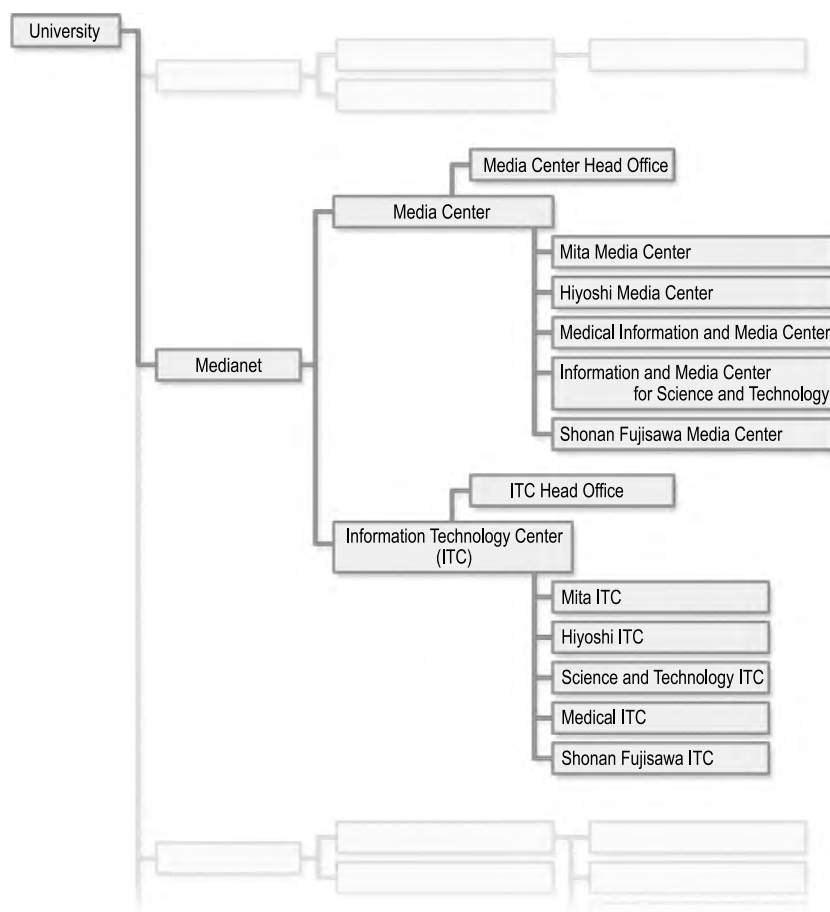 University
Media Center Head Office
Media Center
Mita Media Center
Hiyoshi Media Center
Medical Information and Media Center
Medianet
Information and Media Center
for Science and Technology
Shonan Fujisawa Media Center
ITC Head Office
Information Technology Center
(ITC)
Mita ITC
Hiyoshi ITC
Science and Technology ITC
Medical ITC
Shonan Fujisawa ITC